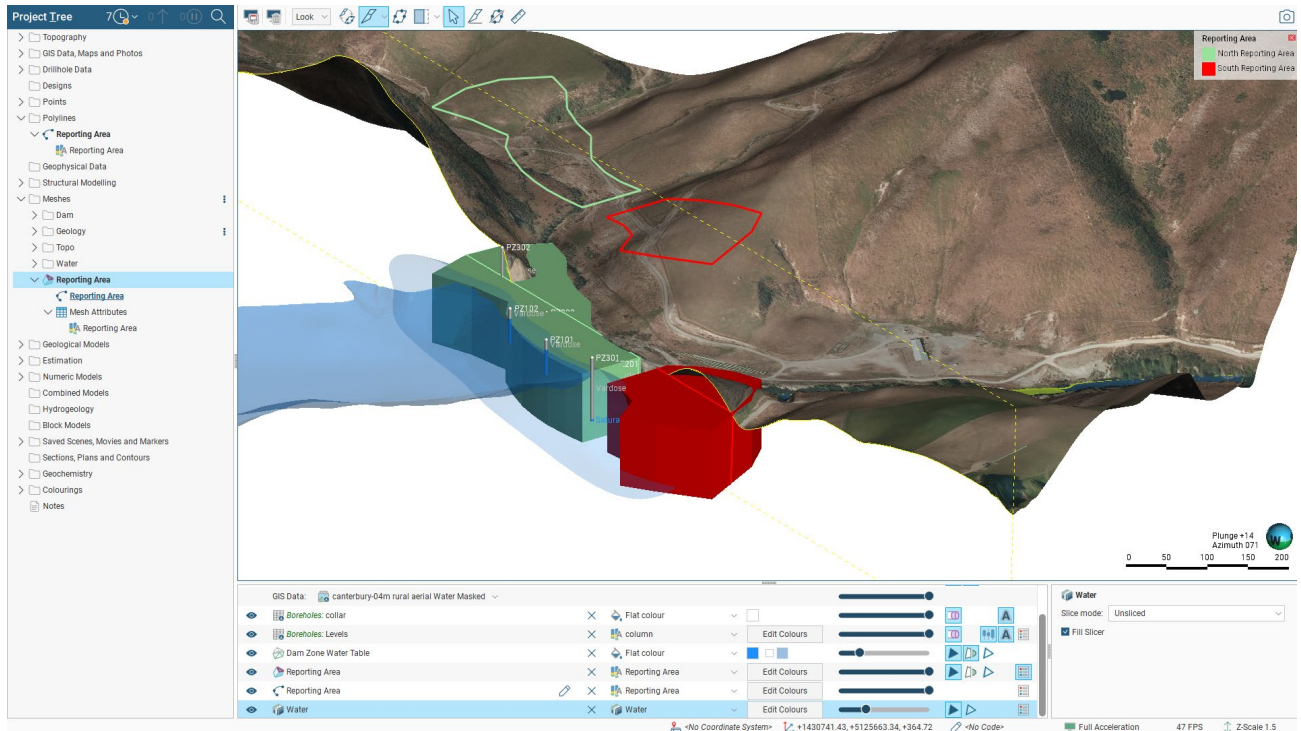 Project Tree 7 0 0
Look
Topography
GIS Data, Maps and Photos
Drillhole Data
Designs
Points
Polylines
Reporting Area
Reporting Area
Geophysical Data
Structural Modelling
Meshes
Dam
Geology
Topo
Water
Reporting Area
Reporting Area
Mesh Attributes
Reporting Area
Geological Models
Estimation
Numeric Models
Combined Models
Hydrogeology
Block Models
Saved Scenes, Movies and Markers
Sections, Plans and Contours
Geochemistry
Colourings
Notes
Reporting Area
North Reporting Area
South Reporting Area
PZ302
PZ102
Vardose
PZ101
Vardose
PZ301
Vardose
Plunge +14
Azimuth 071
0 50 100 150 200
GIS Data: canterbury-04m rural aerial Water Masked
Boreholes: collar Flat colour A
Boreholes: Levels column Edit Colours A
Dam Zone Water Table Flat colour
Reporting Area Reporting Area Edit Colours
Reporting Area Reporting Area Edit Colours
Water Water Edit Colours
Water
Slice mode: Unsliced
Fill Slicer
<No Coordinate System> +1430741.43, +5125663.34, +364.72 <No Code> Full Acceleration 47 FPS Z-Scale 1.5